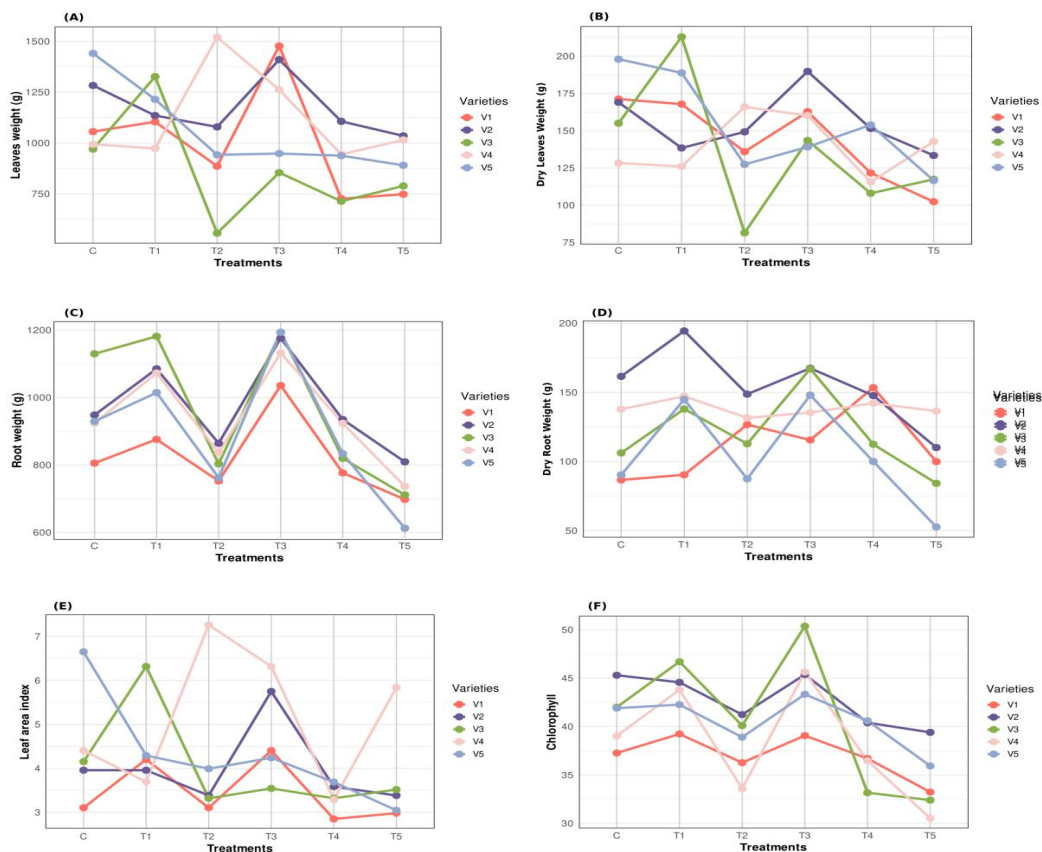 (A)
Leaves weight (g)
1500
1250
1000
750
C T1 T2 T3 T4 T5
Treatments
Varieties
V1
V2
V3
V4
V5
(B)
Dry Leaves Weight (g)
200
175
150
125
100
75
C T1 T2 T3 T4 T5
Treatments
Varieties
V1
V2
V3
V4
V5
(C)
Root weight (g)
1200
1000
800
600
C T1 T2 T3 T4 T5
Treatments
Varieties
V1
V2
V3
V4
V5
(D)
Dry Root Weight (g)
200
150
100
50
C T1 T2 T3 T4 T5
Treatments
Varieties
Varieties
V1
V2
V3
V4
V4
V5
V5
(E)
Leaf area index
7
6
5
4
3
C T1 T2 T3 T4 T5
Treatments
Varieties
V1
V2
V3
V4
V5
(F)
Chlorophyll
50
45
40
35
30
C T1 T2 T3 T4 T5
Treatments
Varieties
V1
V2
V3
V4
V5